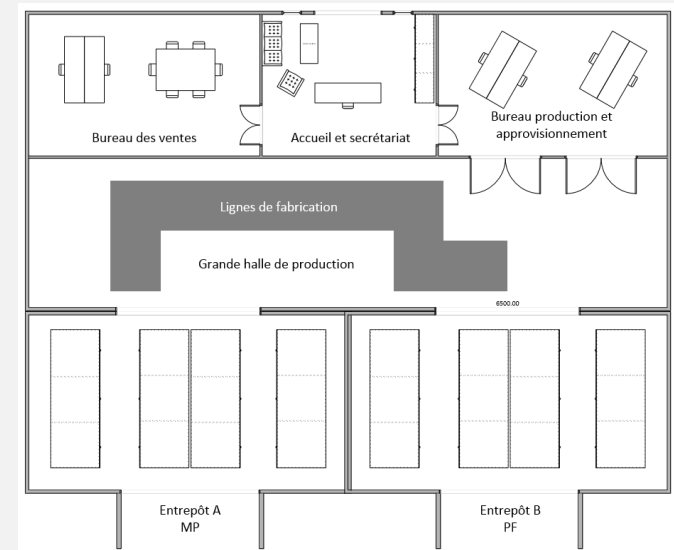 Bureau des ventes
Accueil et secrétariat
Bureau production et
approvisionnement
Lignes de fabrication
Grande halle de production
6500.00
Entrepôt A
MP
Entrepôt B
PF